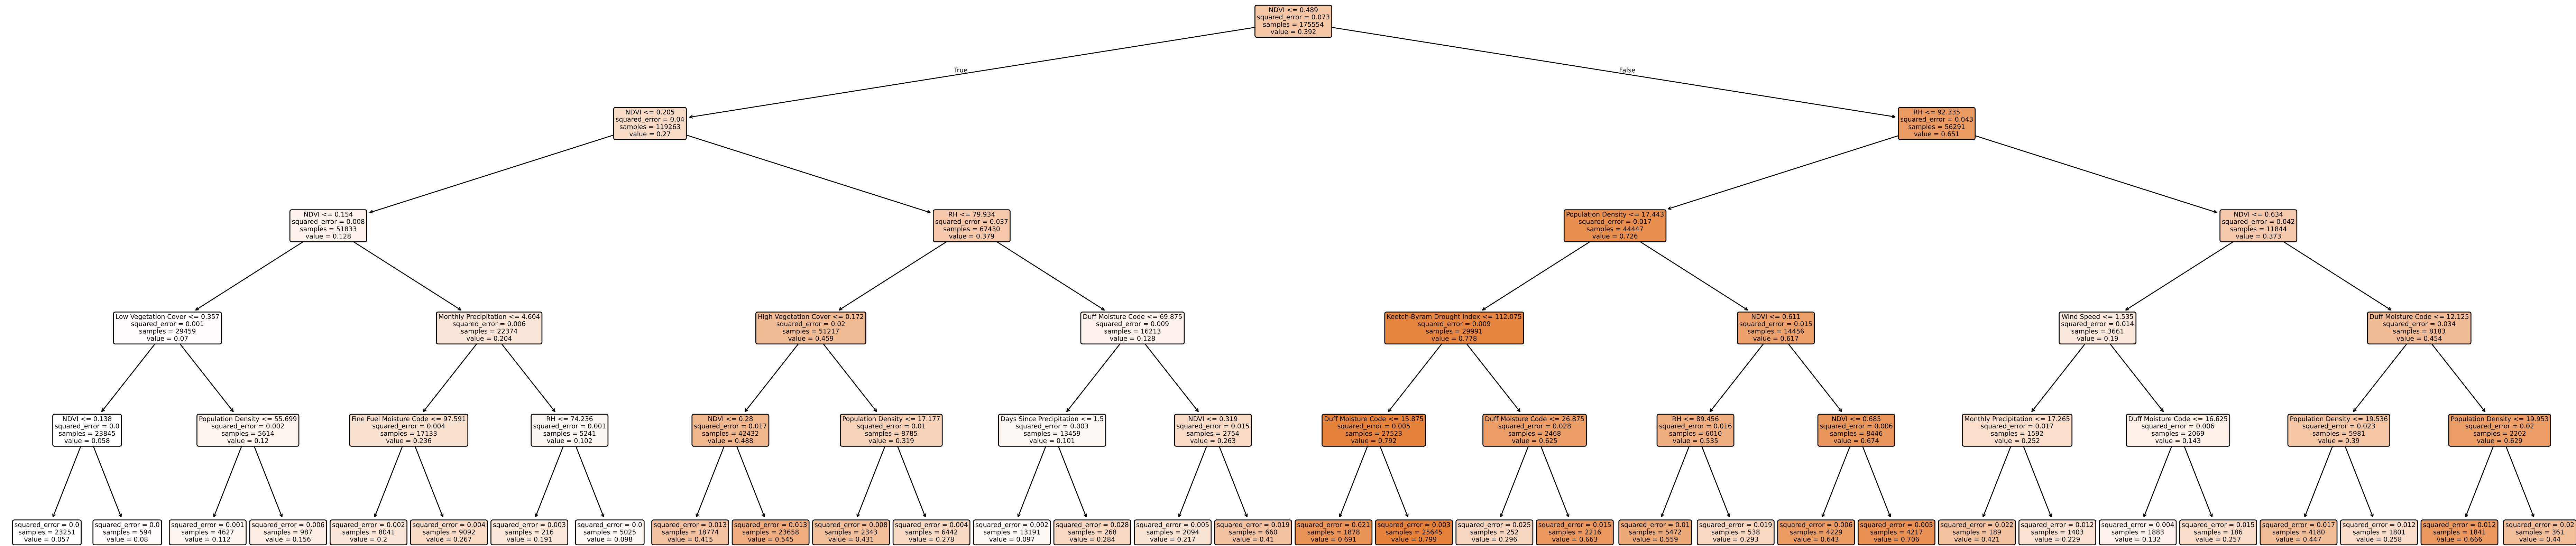 NDVI <= 0.489
squared_error = 0.073
samples = 175554
value = 0.392
True
False
NDVI <= 0.205
squared_error = 0.04
samples = 119263
value = 0.27
RH <= 92.335
squared_error = 0.043
samples = 56291
value = 0.651
NDVI <= 0.154
squared_error = 0.008
samples = 51833
value = 0.128
RH <= 79.934
squared_error = 0.037
samples = 67430
value = 0.379
Population Density <= 17.443
squared_error = 0.017
samples = 44447
value = 0.726
NDVI <= 0.634
squared_error = 0.042
samples = 11844
value = 0.373
Low Vegetation Cover <= 0.357
squared_error = 0.001
samples = 29459
value = 0.07
Monthly Precipitation <= 4.604
squared_error = 0.006
samples = 22374
value = 0.204
High Vegetation Cover <= 0.172
squared_error = 0.02
samples = 51217
value = 0.459
Duff Moisture Code <= 69.875
squared_error = 0.009
samples = 16213
value = 0.128
Keetch-Byram Drought Index <= 112.075
squared_error = 0.009
samples = 29991
value = 0.778
NDVI <= 0.611
squared_error = 0.015
samples = 14456
value = 0.617
Wind Speed <= 1.535
squared_error = 0.014
samples = 3661
value = 0.19
Duff Moisture Code <= 12.125
squared_error = 0.034
samples = 8183
value = 0.454
NDVI <= 0.138
squared_error = 0.0
samples = 23845
value = 0.058
Population Density <= 55.699
squared_error = 0.002
samples = 5614
value = 0.12
Fine Fuel Moisture Code <= 97.591
squared_error = 0.004
samples = 17133
value = 0.236
RH <= 74.236
squared_error = 0.001
samples = 5241
value = 0.102
NDVI <= 0.28
squared_error = 0.017
samples = 42432
value = 0.488
Population Density <= 17.177
squared_error = 0.01
samples = 8785
value = 0.319
Days Since Precipitation <= 1.5
squared_error = 0.003
samples = 13459
value = 0.101
NDVI <= 0.319
squared_error = 0.015
samples = 2754
value = 0.263
Duff Moisture Code <= 15.875
squared_error = 0.005
samples = 27523
value = 0.792
Duff Moisture Code <= 26.875
squared_error = 0.028
samples = 2468
value = 0.625
RH <= 89.456
squared_error = 0.016
samples = 6010
value = 0.535
NDVI <= 0.685
squared_error = 0.006
samples = 8446
value = 0.674
Monthly Precipitation <= 17.265
squared_error = 0.017
samples = 1592
value = 0.252
Duff Moisture Code <= 16.625
squared_error = 0.006
samples = 2069
value = 0.143
Population Density <= 19.536
squared_error = 0.023
samples = 5981
value = 0.39
Population Density <= 19.953
squared_error = 0.02
samples = 2202
value = 0.629
squared_error = 0.0
samples = 23251
value = 0.057
squared_error = 0.0
samples = 594
value = 0.08
squared_error = 0.001
samples = 4627
value = 0.112
squared_error = 0.006
samples = 987
value = 0.156
squared_error = 0.002
samples = 8041
value = 0.2
squared_error = 0.004
samples = 9092
value = 0.267
squared_error = 0.003
samples = 216
value = 0.191
squared_error = 0.0
samples = 5025
value = 0.098
squared_error = 0.013
samples = 18774
value = 0.415
squared_error = 0.013
samples = 23658
value = 0.545
squared_error = 0.008
samples = 2343
value = 0.431
squared_error = 0.004
samples = 6442
value = 0.278
squared_error = 0.002
samples = 13191
value = 0.097
squared_error = 0.028
samples = 268
value = 0.284
squared_error = 0.005
samples = 2094
value = 0.217
squared_error = 0.019
samples = 660
value = 0.41
squared_error = 0.021
samples = 1878
value = 0.691
squared_error = 0.003
samples = 25645
value = 0.799
squared_error = 0.025
samples = 252
value = 0.296
squared_error = 0.015
samples = 2216
value = 0.663
squared_error = 0.01
samples = 5472
value = 0.559
squared_error = 0.019
samples = 538
value = 0.293
squared_error = 0.006
samples = 4229
value = 0.643
squared_error = 0.005
samples = 4217
value = 0.706
squared_error = 0.022
samples = 189
value = 0.421
squared_error = 0.012
samples = 1403
value = 0.229
squared_error = 0.004
samples = 1883
value = 0.132
squared_error = 0.015
samples = 186
value = 0.257
squared_error = 0.017
samples = 4180
value = 0.447
squared_error = 0.012
samples = 1801
value = 0.258
squared_error = 0.012
samples = 1841
value = 0.666
squared_error = 0.02
samples = 361
value = 0.44